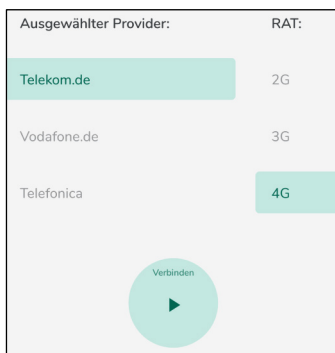 Ausgewählter Provider: RAT:
Telekom.de 2G
Vodafone.de 3G
Telefonica 4G
Verbinden